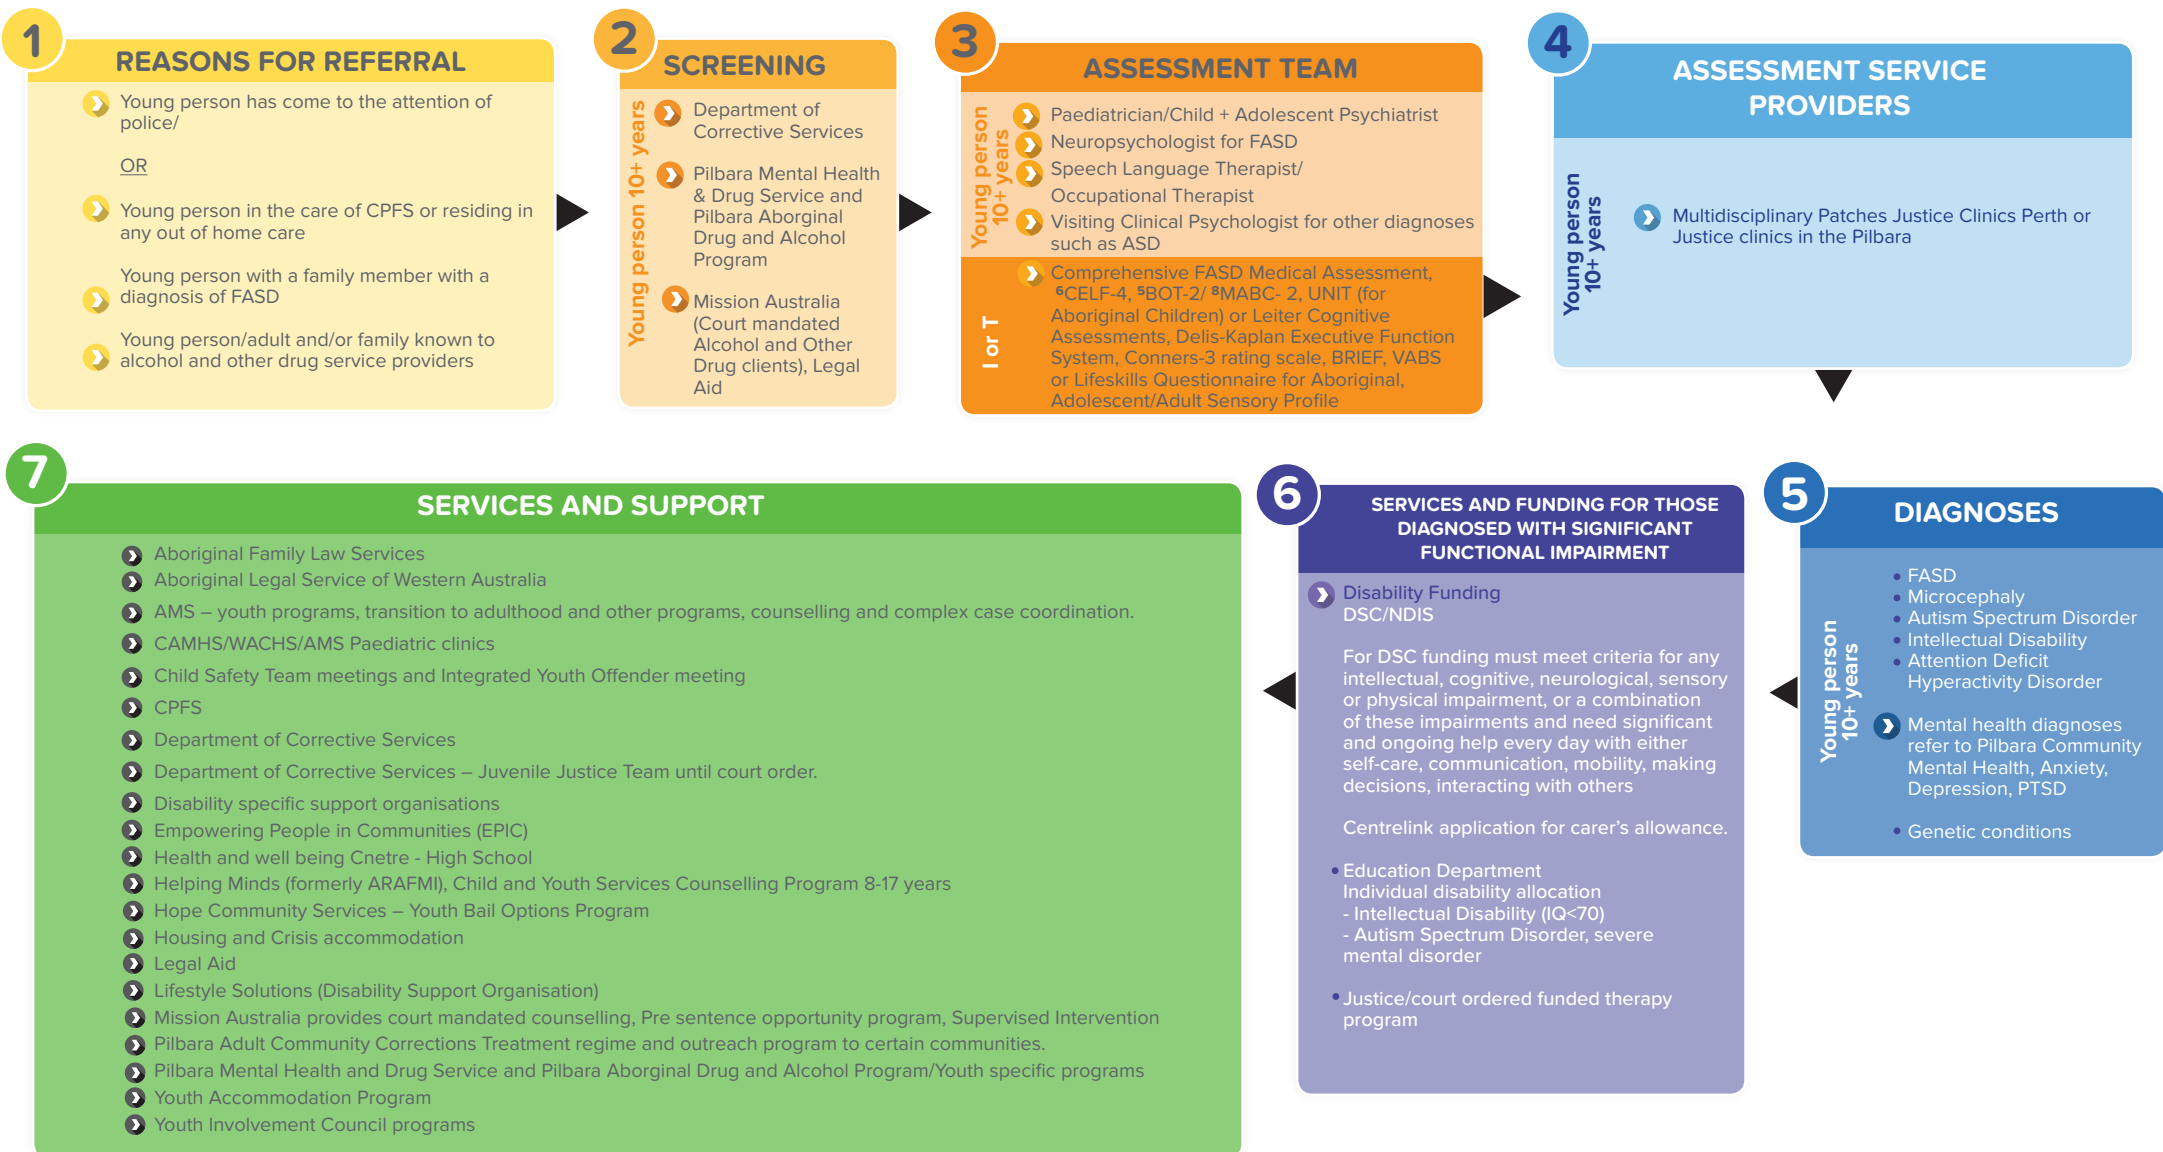 1
REASONS FOR REFERRAL
Young person has come to the attention of
police/
OR
Young person in the care of CPFS or residing in
any out of home care
Young person with a family member with a
diagnosis of FASD
Young person/adult and/or family known to
alcohol and other drug service providers
2
SCREENING
Young person 10+ years
Department of
Corrective Services
Pilbara Mental Health
& Drug Service and
Pilbara Aborginal
Drug and Alcohol
Program
Mission Australia
(Court mandated
Alcohol and Other
Drug clients), Legal
Aid
3
ASSESSMENT TEAM
Young person
10+ years
Paediatrician/Child + Adolescent Psychiatrist
Neuropsychologist for FASD
Speech Language Therapist/
Occupational Therapist
Visiting Clinical Psychologist for other diagnoses
such as ASD
I or T
Comprehensive FASD Medical Assessment,
⁶CELF-4, ⁵BOT-2/ ⁸MABC- 2, UNIT (for
Aboriginal Children) or Leiter Cognitive
Assessments, Delis-Kaplan Executive Function
System, Conners-3 rating scale, BRIEF, VABS
or Lifeskills Questionnaire for Aboriginal,
Adolescent/Adult Sensory Profile
4
ASSESSMENT SERVICE
PROVIDERS
Young person
10+ years
Multidisciplinary Patches Justice Clinics Perth or
Justice clinics in the Pilbara
5
DIAGNOSES
Young person
10+ years
• FASD
• Microcephaly
• Autism Spectrum Disorder
• Intellectual Disability
• Attention Deficit
Hyperactivity Disorder
Mental health diagnoses
refer to Pilbara Community
Mental Health, Anxiety,
Depression, PTSD
• Genetic conditions
6
SERVICES AND FUNDING FOR THOSE
DIAGNOSED WITH SIGNIFICANT
FUNCTIONAL IMPAIRMENT
Disability Funding
DSC/NDIS
For DSC funding must meet criteria for any
intellectual, cognitive, neurological, sensory
or physical impairment, or a combination
of these impairments and need significant
and ongoing help every day with either
self-care, communication, mobility, making
decisions, interacting with others
Centrelink application for carer's allowance.
• Education Department
Individual disability allocation
- Intellectual Disability (IQ<70)
- Autism Spectrum Disorder, severe
mental disorder
• Justice/court ordered funded therapy
program
7
SERVICES AND SUPPORT
Aboriginal Family Law Services
Aboriginal Legal Service of Western Australia
AMS – youth programs, transition to adulthood and other programs, counselling and complex case coordination.
CAMHS/WACHS/AMS Paediatric clinics
Child Safety Team meetings and Integrated Youth Offender meeting
CPFS
Department of Corrective Services
Department of Corrective Services – Juvenile Justice Team until court order.
Disability specific support organisations
Empowering People in Communities (EPIC)
Health and well being Cnetre - High School
Helping Minds (formerly ARAFMI), Child and Youth Services Counselling Program 8-17 years
Hope Community Services – Youth Bail Options Program
Housing and Crisis accommodation
Legal Aid
Lifestyle Solutions (Disability Support Organisation)
Mission Australia provides court mandated counselling, Pre sentence opportunity program, Supervised Intervention
Pilbara Adult Community Corrections Treatment regime and outreach program to certain communities.
Pilbara Mental Health and Drug Service and Pilbara Aborginal Drug and Alcohol Program/Youth specific programs
Youth Accommodation Program
Youth Involvement Council programs